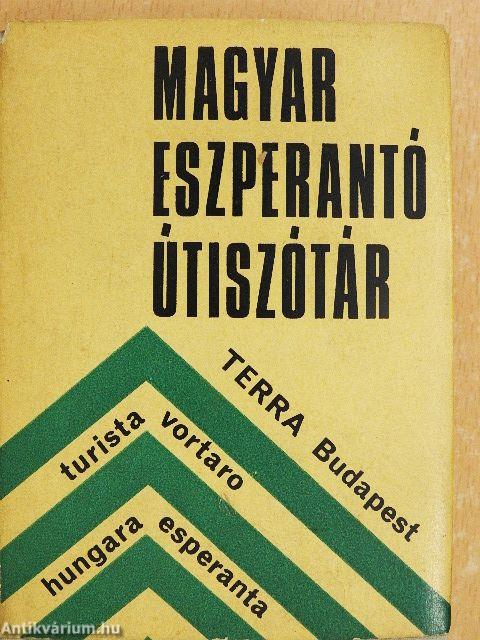 MAGYAR
ESZPERANTÓ
ÚTISZÓTÁR
TERRA Budapest
turista vortaro
hungara esperanta
Antikvárium.hu